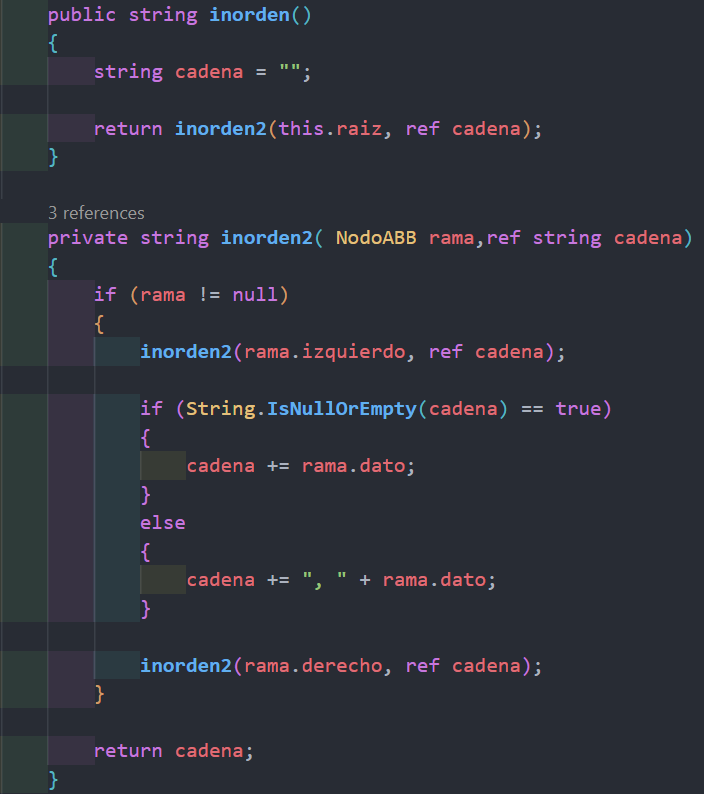 public string inorden()
{
string cadena = "";
return inorden2(this.raiz, ref cadena);
}
3 references
private string inorden2( NodoABB rama,ref string cadena)
{
if (rama != null)
{
inorden2(rama.izquierdo, ref cadena);
if (String.IsNullOrEmpty(cadena) == true)
{
cadena += rama.dato;
}
else
{
cadena += ", " + rama.dato;
}
inorden2(rama.derecho, ref cadena);
}
return cadena;
}